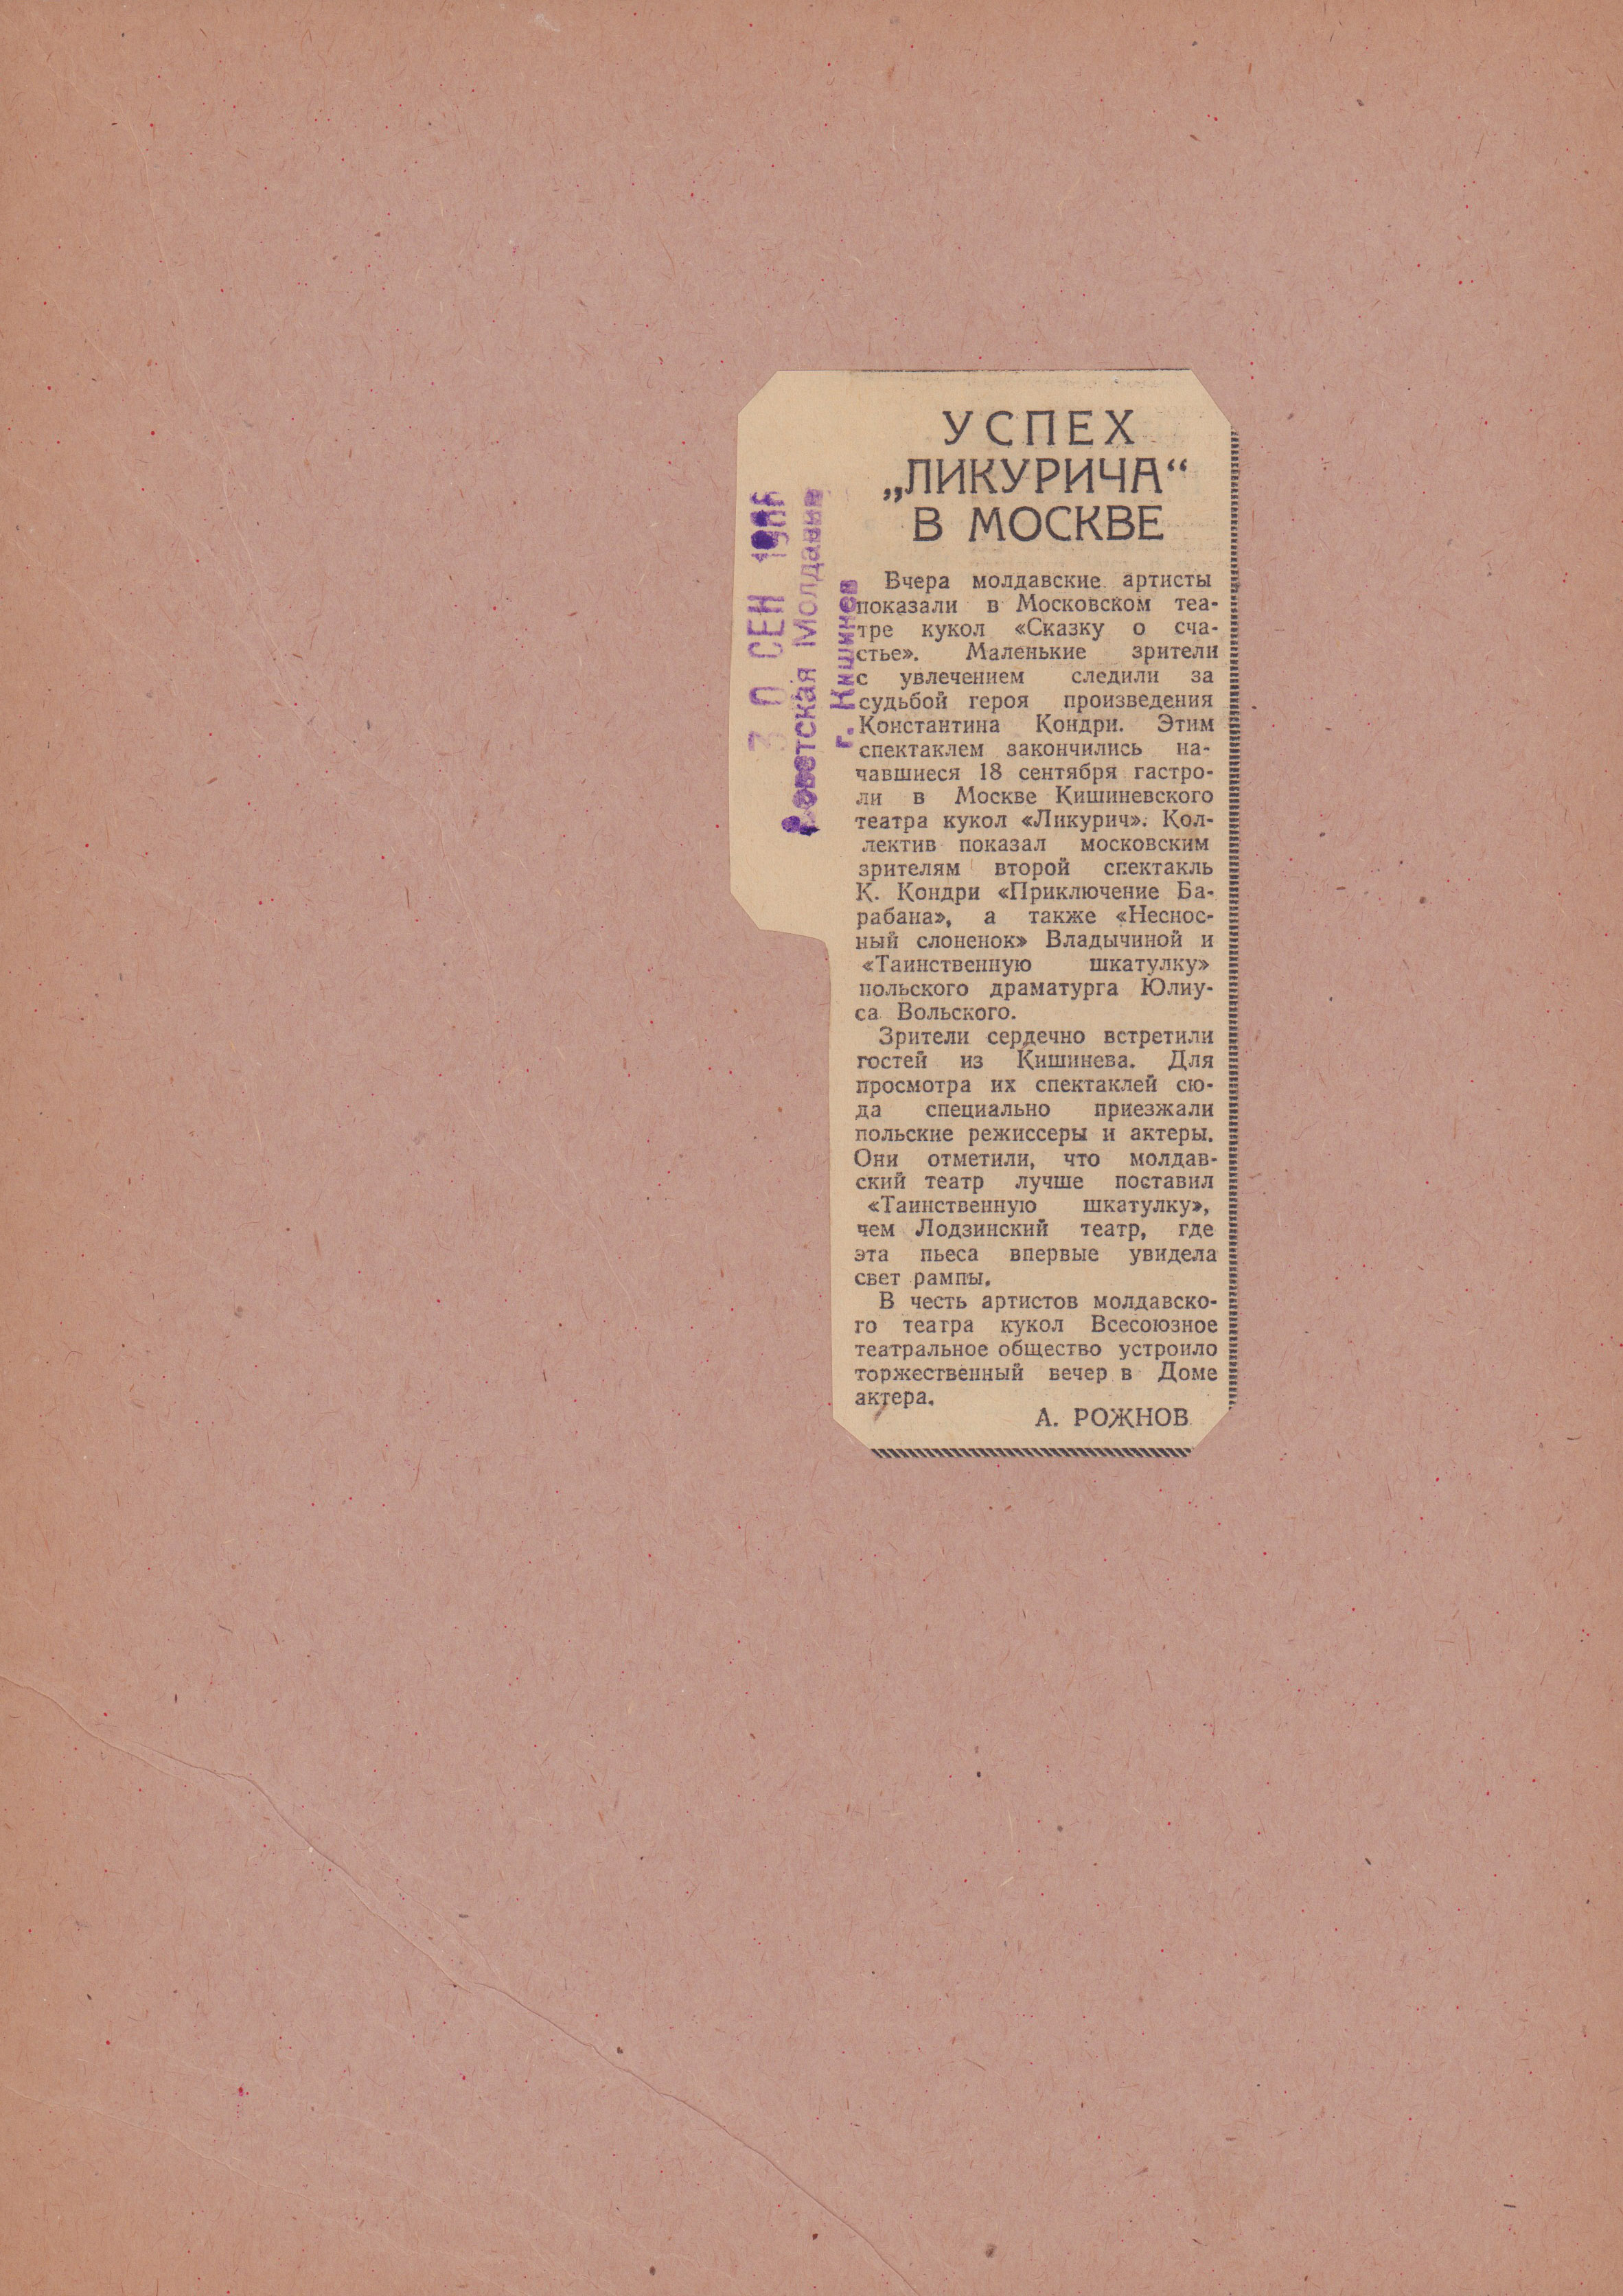 УСПЕХ
„ЛИКУРИЧА“
В МОСКВЕ
Вчера молдавские артисты
показали в Московском теа-
тре кукол «Сказку о сча-
стье». Маленькие зрители
с увлечением следили за
судьбой героя произведения
Константина Кондри. Этим
спектаклем закончились на-
чавшиеся 18 сентября гастро-
ли в Москве Кишиневского
театра кукол «Ликурич». Кол-
лектив показал московским
зрителям второй спектакль
К. Кондри «Приключение Ба-
рабана», а также «Неснос-
ный слоненок» Владычиной и
«Таинственную шкатулку»
польского драматурга Юлиу-
са Вольского.
Зрители сердечно встретили
гостей из Кишинева. Для
просмотра их спектаклей сю-
да специально приезжали
польские режиссеры и актеры.
Они отметили, что молдав-
ский театр лучше поставил
«Таинственную шкатулку»,
чем Лодзинский театр, где
эта пьеса впервые увидела
свет рампы.
В честь артистов молдавско-
го театра кукол Всесоюзное
театральное общество устроило
торжественный вечер в Доме
актера.
А. РОЖНОВ
30 СЕН
Советская Молдавия
г. Кишинев